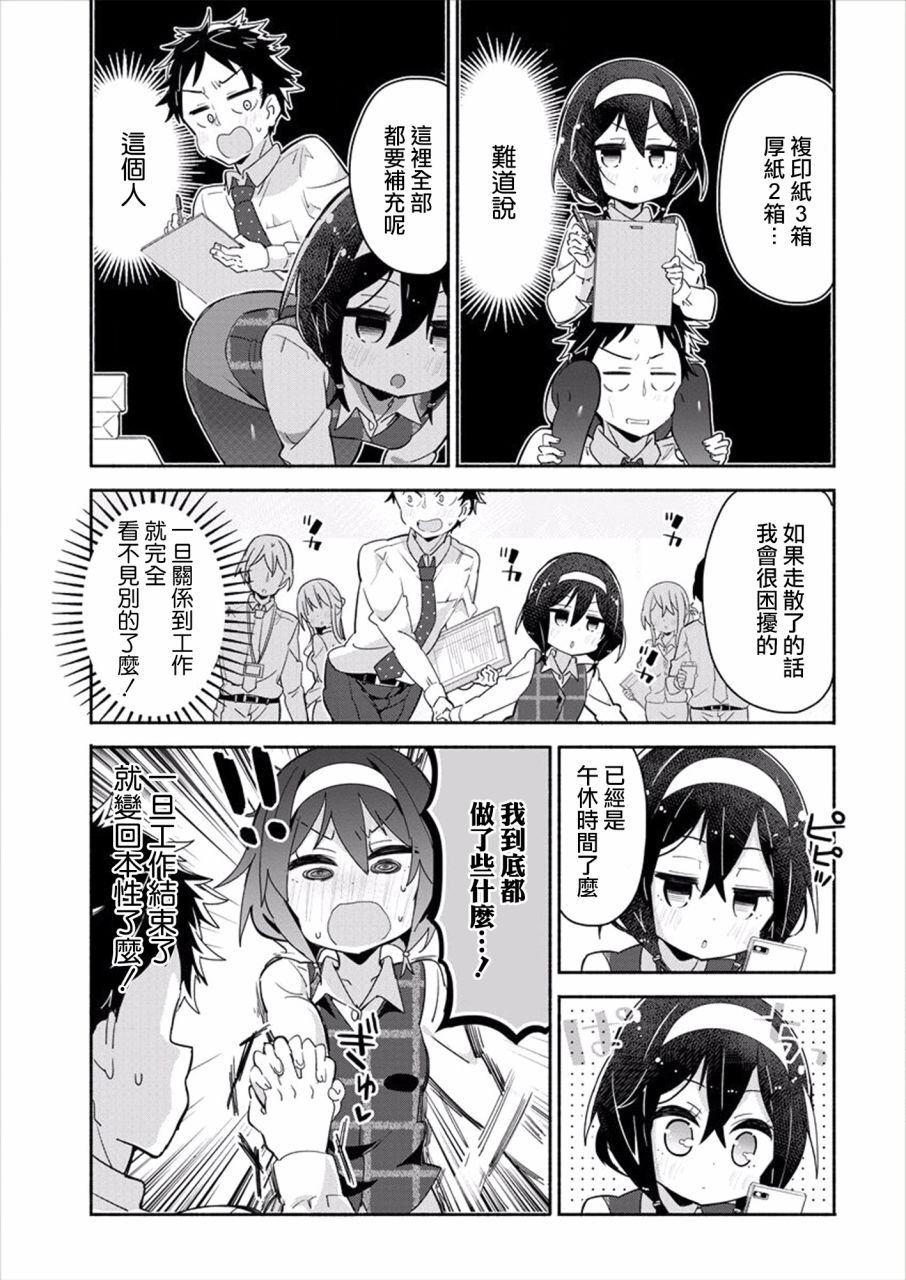 複印紙3箱
厚紙2箱…
難道說
這裡全部
都要補充呢
這個人
如果走散了的話
我會很困擾的
一旦關係到工作
就完全
看不見別的了麼！
已經是
午休時間了麼
ピピッ
ぱちっ
我到底都
做了些什麼…！
!!
ぎゅ
一旦工作結束了
就變回本性了麼！